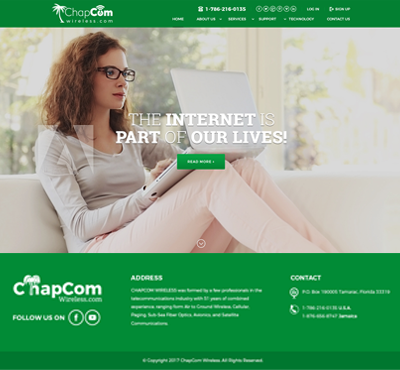 ChapCom
wireless.com
1-786-216-0135
LOG IN
SIGN UP
HOME ABOUT US SERVICES SUPPORT TECHNOLOGY CONTACT US
THE INTERNET IS
PART OF OUR LIVES!
READ MORE
ChapCom
Wireless.com
FOLLOW US ON
ADDRESS
CHAPCOM WIRELESS was formed by a few professionals in the
telecommunications industry with 51 years of combined
experience, ranging form Air to Ground Wireless, Cellular,
Paging, Sub Sea Fiber Optics, Avionics, and Satellite
Communications.
CONTACT
P.O. Box 190005 Tamarac, Florida 33319
1-786-216-0135 U.S.A.
1-876-656-8747 Jamaica
© Copyright 2017 ChapCom Wireless. All Rights Reserved.